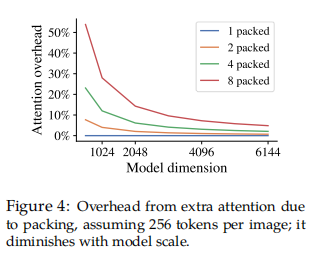 Attention overhead
50%
40%
30%
20%
10%
0%
1 packed
2 packed
4 packed
8 packed
1024 2048 4096 6144
Model dimension
Figure 4: Overhead from extra attention due
to packing, assuming 256 tokens per image; it
diminishes with model scale.